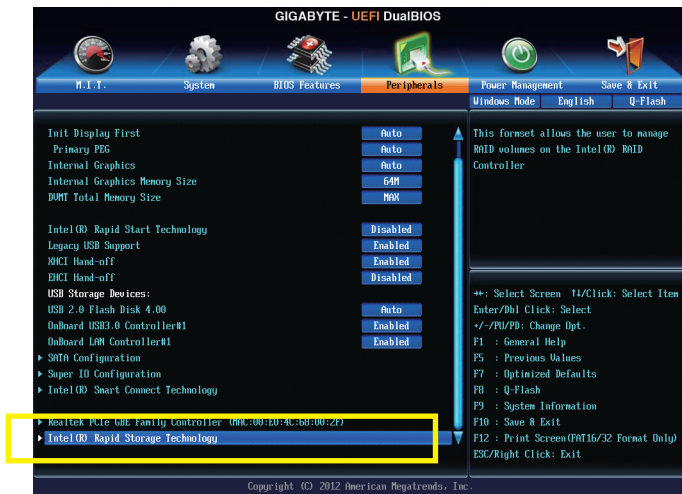 GIGABYTE - UEFI DualBIOS
M.I.T.
System
BIOS Features
Peripherals
Power Management
Save & Exit
Windows Mode
English
Q-Flash
Init Display First Auto
Primary PEG Auto
Internal Graphics Auto
Internal Graphics Memory Size 64M
DVMT Total Memory Size MAX
Intel(R) Rapid Start Technology Disabled
Legacy USB Support Enabled
XHCI Hand-off Enabled
EHCI Hand-off Disabled
USB Storage Devices:
USB 2.0 Flash Disk 4.00 Auto
OnBoard USB3.0 Controller#1 Enabled
OnBoard LAN Controller#1 Enabled
SATA Configuration
Super IO Configuration
Intel(R) Smart Connect Technology
Realtek PCIe GBE Family Controller (MAC:00:E0:4C:68:00:2F)
Intel(R) Rapid Storage Technology
This formset allows the user to manage
RAID volumes on the Intel(R) RAID
Controller
→←: Select Screen ↑↓/Click: Select Item
Enter/Dbl Click: Select
+/-/PU/PD: Change Opt.
F1 : General Help
F5 : Previous Values
F7 : Optimized Defaults
F8 : Q-Flash
F9 : System Information
F10 : Save & Exit
F12 : Print Screen(FAT16/32 Format Only)
ESC/Right Click: Exit
Copyright (C) 2012 American Megatrends, Inc.